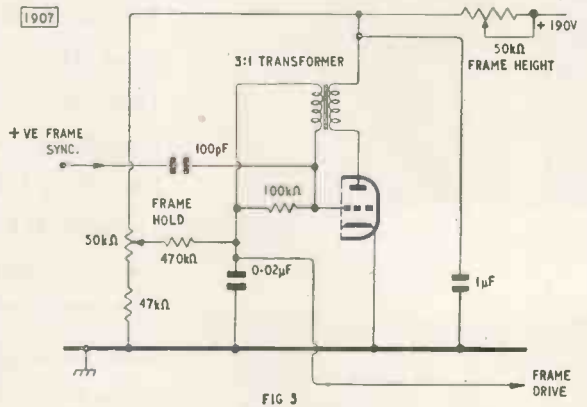 1907
+ 190V
50kΩ
FRAME HEIGHT
3:1 TRANSFORMER
+VE FRAME
SYNC.
100pF
100kΩ
FRAME
HOLD
50kΩ
470kΩ
0·02µF
1µF
47kΩ
FRAME
DRIVE
FIG 3